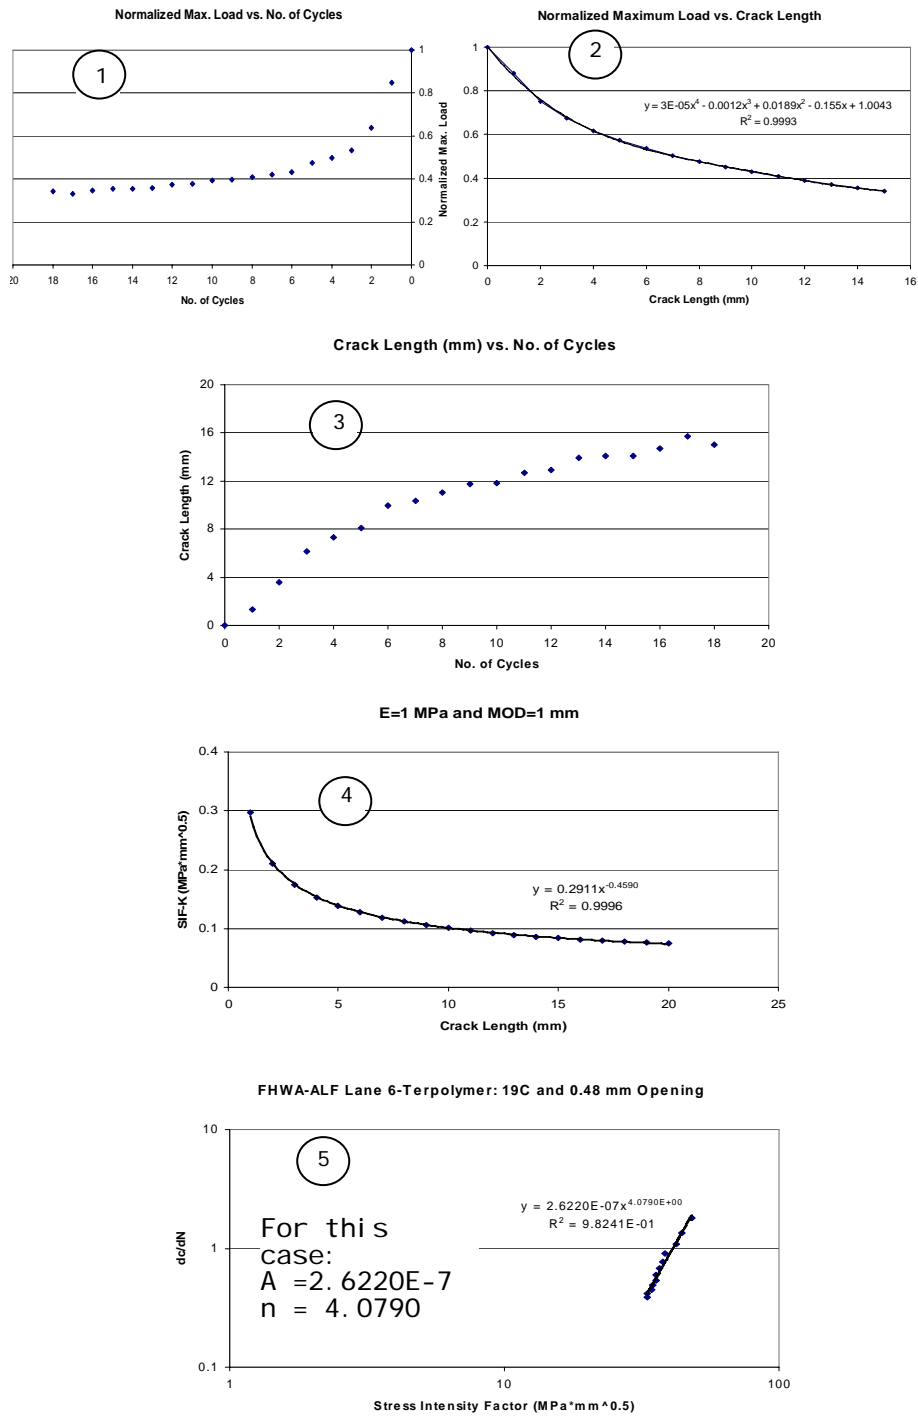 Normalized Max. Load vs. No. of Cycles
1
1
0.8
0.6
0.4
0.2
0
Normalized Max. Load
20 18 16 14 12 10 8 6 4 2 0
No. of Cycles
Normalized Maximum Load vs. Crack Length
2
1
0.8
0.6
0.4
0.2
0
y = 3E-05x⁴ - 0.0012x³ + 0.0189x² - 0.155x + 1.0043
R² = 0.9993
0 2 4 6 8 10 12 14 16
Crack Length (mm)
Crack Length (mm) vs. No. of Cycles
3
20
16
12
8
4
0
Crack Length (mm)
0 2 4 6 8 10 12 14 16 18 20
No. of Cycles
E=1 MPa and MOD=1 mm
4
0.4
0.3
0.2
0.1
0
SIF-K (MPa*mm^0.5)
y = 0.2911x^-0.4590
R² = 0.9996
0 5 10 15 20 25
Crack Length (mm)
FHWA-ALF Lane 6-Terpolymer: 19C and 0.48 mm Opening
5
10
1
0.1
dc/dN
y = 2.6220E-07x^4.0790E+00
R² = 9.8241E-01
For this
case:
A =2.6220E-7
n = 4.0790
1 10 100
Stress Intensity Factor (MPa*mm^0.5)